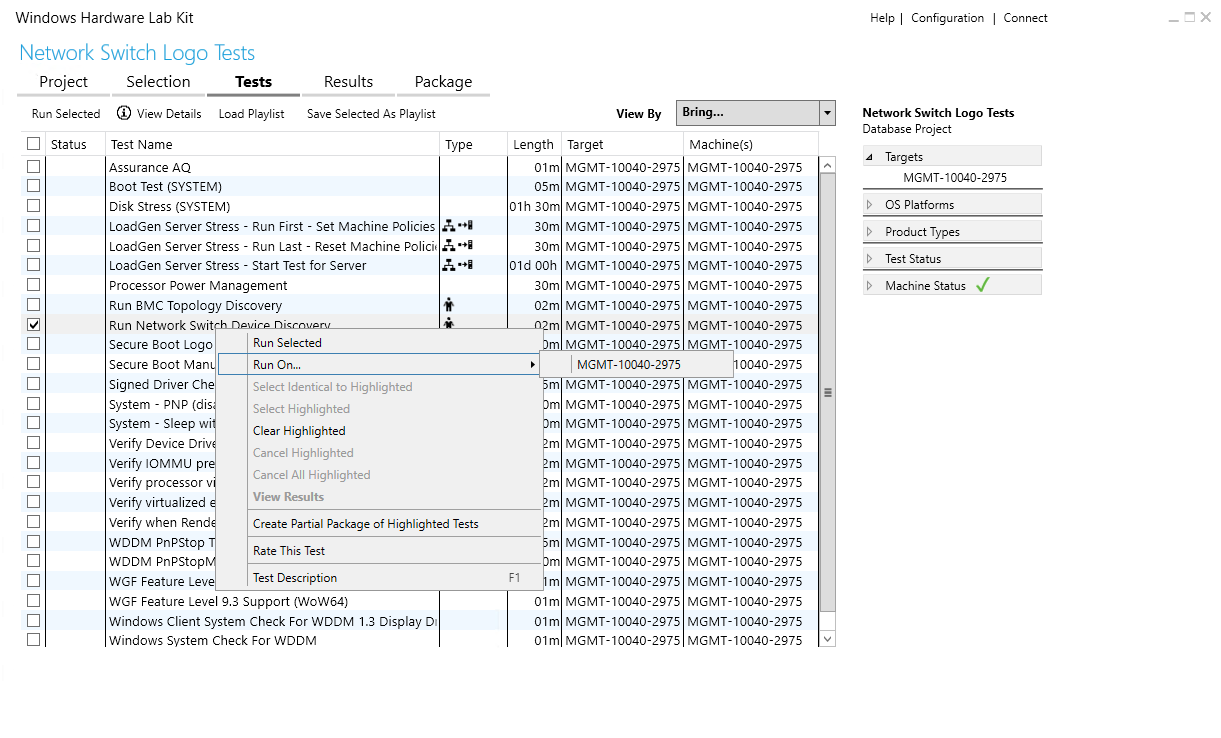 Windows Hardware Lab Kit
Help | Configuration | Connect
Network Switch Logo Tests
Project Selection Tests Results Package
Run Selected View Details Load Playlist Save Selected As Playlist View By Bring...
Status Test Name Type Length Target Machine(s)
Assurance AQ 01m MGMT-10040-2975 MGMT-10040-2975
Boot Test (SYSTEM) 05m MGMT-10040-2975 MGMT-10040-2975
Disk Stress (SYSTEM) 01h 30m MGMT-10040-2975 MGMT-10040-2975
LoadGen Server Stress - Run First - Set Machine Policies 30m MGMT-10040-2975 MGMT-10040-2975
LoadGen Server Stress - Run Last - Reset Machine 30m MGMT-10040-2975 MGMT-10040-2975
LoadGen Server Stress - Start Test for Server 01d 00h MGMT-10040-2975 MGMT-10040-2975
Processor Power Management 30m MGMT-10040-2975 MGMT-10040-2975
Run BMC Topology Discovery 02m MGMT-10040-2975 MGMT-10040-2975
Run Network Switch Device Discovery 02m MGMT-10040-2975 MGMT-10040-2975
Secure Boot Logo 0m MGMT-10040-2975 MGMT-10040-2975
Secure Boot Manu 10040-2975
Signed Driver Che 5m MGMT-10040-2975 MGMT-10040-2975
System - PNP (disa 0m MGMT-10040-2975 MGMT-10040-2975
System - Sleep wit 0m MGMT-10040-2975 MGMT-10040-2975
Verify Device Drive 2m MGMT-10040-2975 MGMT-10040-2975
Verify IOMMU pre 2m MGMT-10040-2975 MGMT-10040-2975
Verify processor vi 2m MGMT-10040-2975 MGMT-10040-2975
Verify virtualized e 2m MGMT-10040-2975 MGMT-10040-2975
Verify when Rende 2m MGMT-10040-2975 MGMT-10040-2975
WDDM PnPStop T 5m MGMT-10040-2975 MGMT-10040-2975
WDDM PnPStopM 0m MGMT-10040-2975 MGMT-10040-2975
WGF Feature Level 1m MGMT-10040-2975 MGMT-10040-2975
WGF Feature Level 9.3 Support (WoW64) 01m MGMT-10040-2975 MGMT-10040-2975
Windows Client System Check For WDDM 1.3 Display 01m MGMT-10040-2975 MGMT-10040-2975
Windows System Check For WDDM 01m MGMT-10040-2975 MGMT-10040-2975
Run Selected
Run On...
MGMT-10040-2975
Select Identical to Highlighted
Select Highlighted
Clear Highlighted
Cancel Highlighted
Cancel All Highlighted
View Results
Create Partial Package of Highlighted Tests
Rate This Test
Test Description F1
Network Switch Logo Tests
Database Project
Targets
MGMT-10040-2975
OS Platforms
Product Types
Test Status
Machine Status